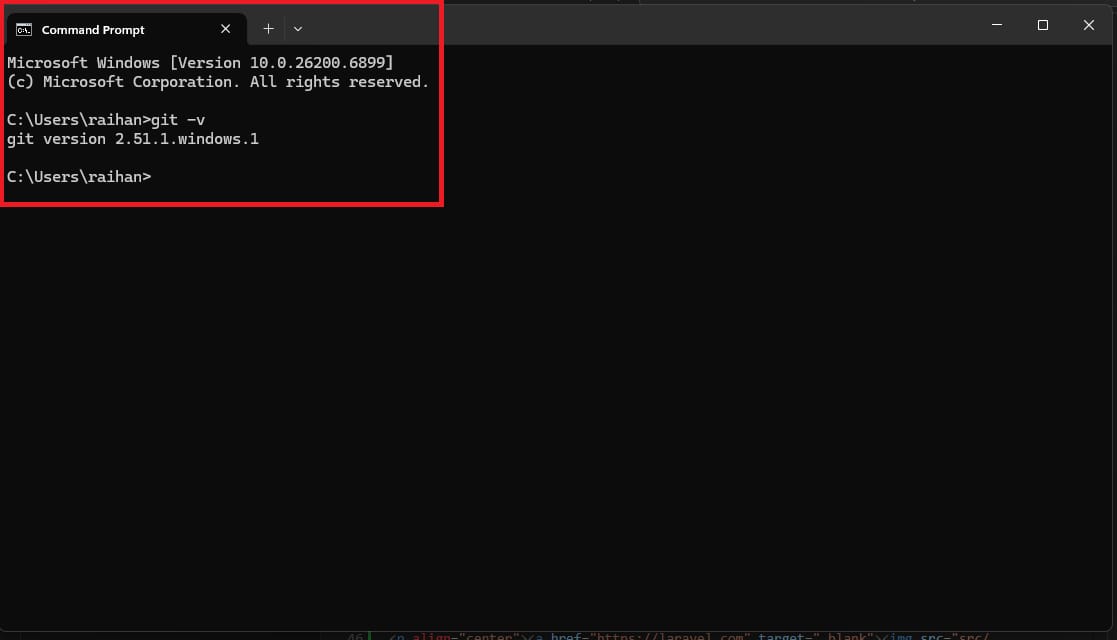 Command Prompt
Microsoft Windows [Version 10.0.26200.6899]
(c) Microsoft Corporation. All rights reserved.
C:\Users\raihan>git -v
git version 2.51.1.windows.1
C:\Users\raihan>
46 <p align="center"><a href="https://laravel.com" target="_blank"><img src="src/